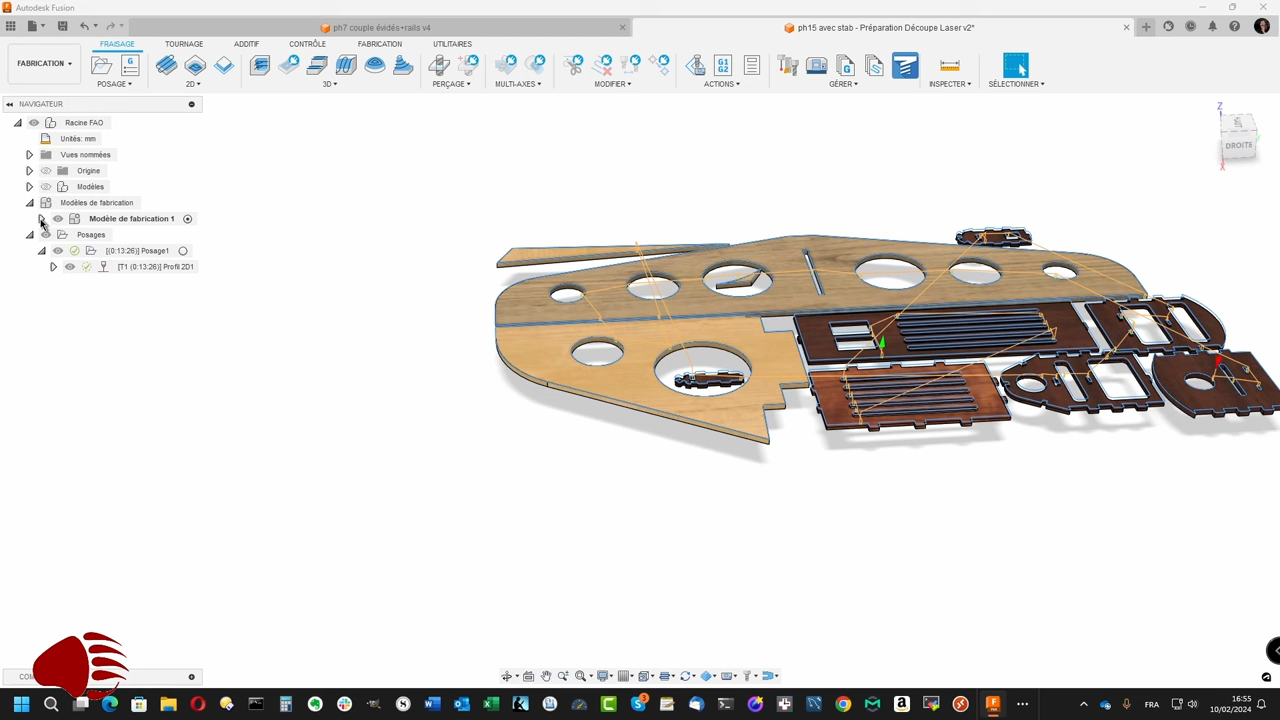 Autodesk Fusion
ph7 couple évidés+rails v4
ph15 avec stab - Préparation Découpe Laser v2*
FRAISAGE TOURNAGE ADDITIF CONTRÔLE FABRICATION UTILITAIRES
FABRICATION
G1
G2
POSAGE 2D 3D MULTI-AXES PERÇAGE MODIFIER ACTIONS GÉRER INSPECTER SÉLECTIONNER
NAVIGATEUR
Racine FAO
Unités: mm
Vues nommées
Origine
Modèles
Modèles de fabrication
Modèle de fabrication 1
Posages
[(0:13:26)] Posage1
[T1 (0:13:26)] Profil 2D1
Z
DROITE
X
FRA
16:55
10/02/2024